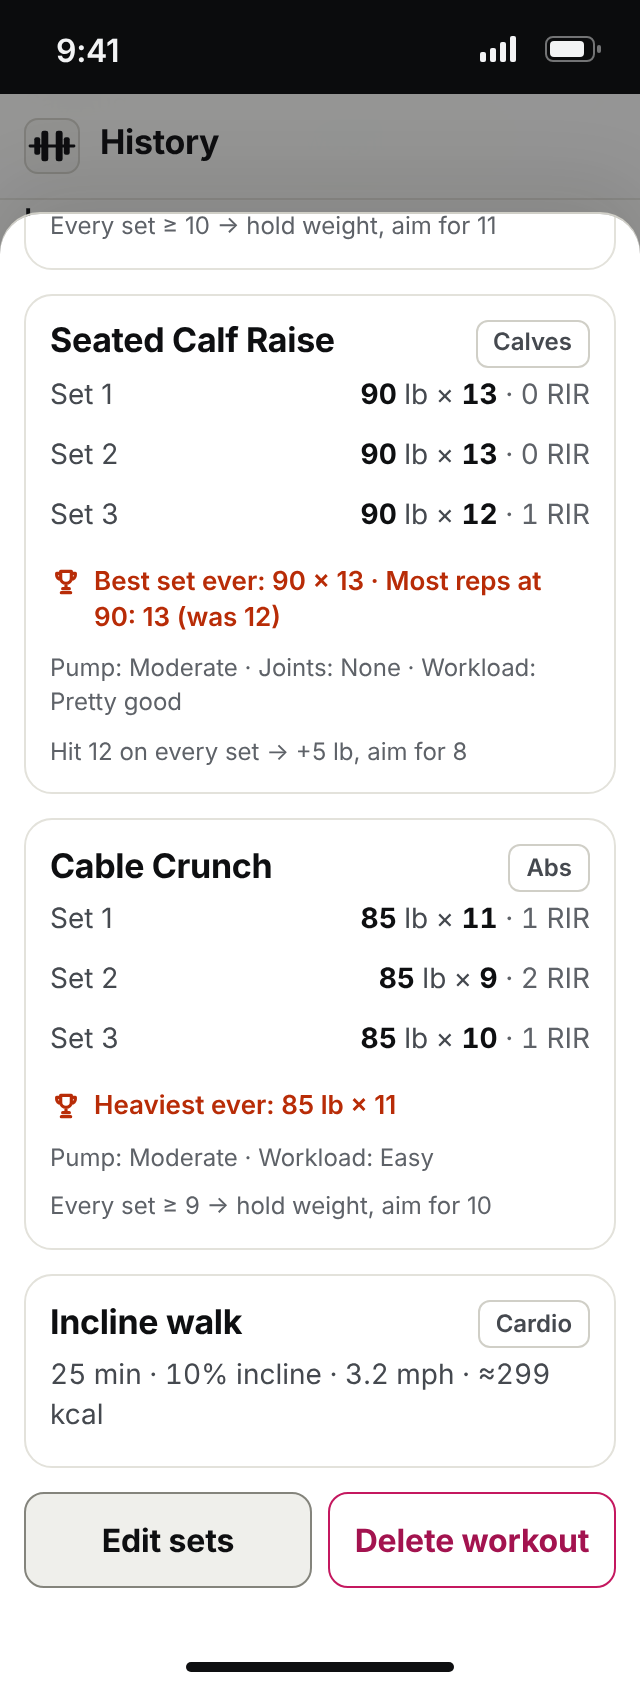 9:41
History
Every set ≥ 10 → hold weight, aim for 11
Seated Calf Raise
Calves
Set 1
90 lb × 13 · 0 RIR
Set 2
90 lb × 13 · 0 RIR
Set 3
90 lb × 12 · 1 RIR
Best set ever: 90 × 13 · Most reps at
90: 13 (was 12)
Pump: Moderate · Joints: None · Workload:
Pretty good
Hit 12 on every set → +5 lb, aim for 8
Cable Crunch
Abs
Set 1
85 lb × 11 · 1 RIR
Set 2
85 lb × 9 · 2 RIR
Set 3
85 lb × 10 · 1 RIR
Heaviest ever: 85 lb × 11
Pump: Moderate · Workload: Easy
Every set ≥ 9 → hold weight, aim for 10
Incline walk
Cardio
25 min · 10% incline · 3.2 mph · ≈299
kcal
Edit sets
Delete workout